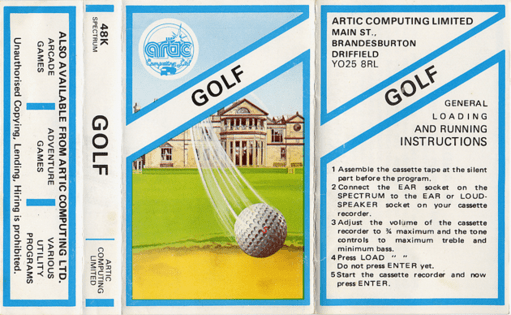 ALSO AVAILABLE FROM ARTIC COMPUTING LTD.
ARCADE
GAMES
ADVENTURE
GAMES
VARIOUS
UTILITY
PROGRAMS
Unauthorised Copying, Lending, Hiring is prohibited.
48K
SPECTRUM
GOLF
ARTIC
COMPUTING
LIMITED
artic
Computing Ltd
GOLF
ARTIC COMPUTING LIMITED
MAIN ST.,
BRANDESBURTON
DRIFFIELD
YO25 8RL
GOLF
GENERAL
LOADING
AND RUNNING
INSTRUCTIONS
1 Assemble the cassette tape at the silent
part before the program.
2 Connect the EAR socket on the
SPECTRUM to the EAR or LOUD-
SPEAKER socket on your cassette
recorder.
3 Adjust the volume of the cassette
recorder to ¾ maximum and the tone
controls to maximum treble and
minimum bass.
4 Press LOAD " "
Do not press ENTER yet.
5 Start the cassette recorder and now
press ENTER.